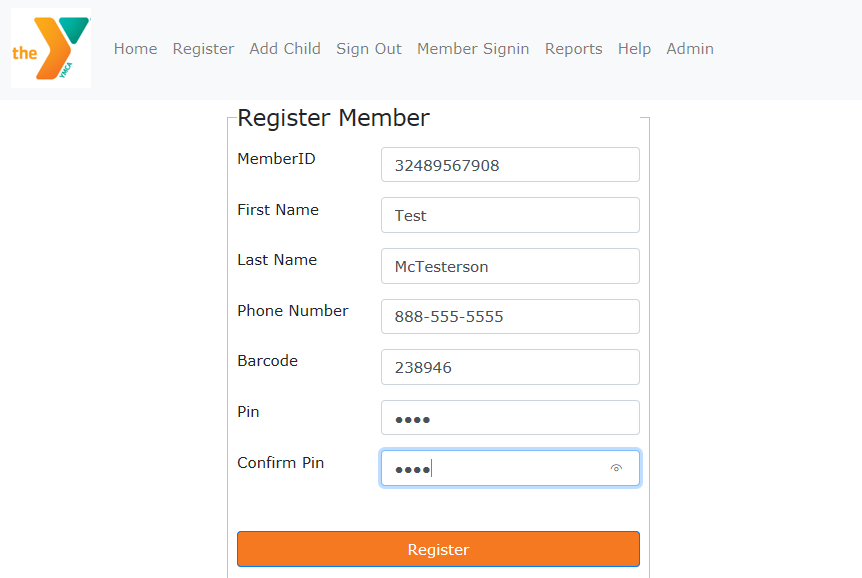 the
YMCA
Home Register Add Child Sign Out Member Signin Reports Help Admin
Register Member
MemberID 32489567908
First Name Test
Last Name McTesterson
Phone Number 888-555-5555
Barcode 238946
Pin ●●●●
Confirm Pin ●●●●
Register